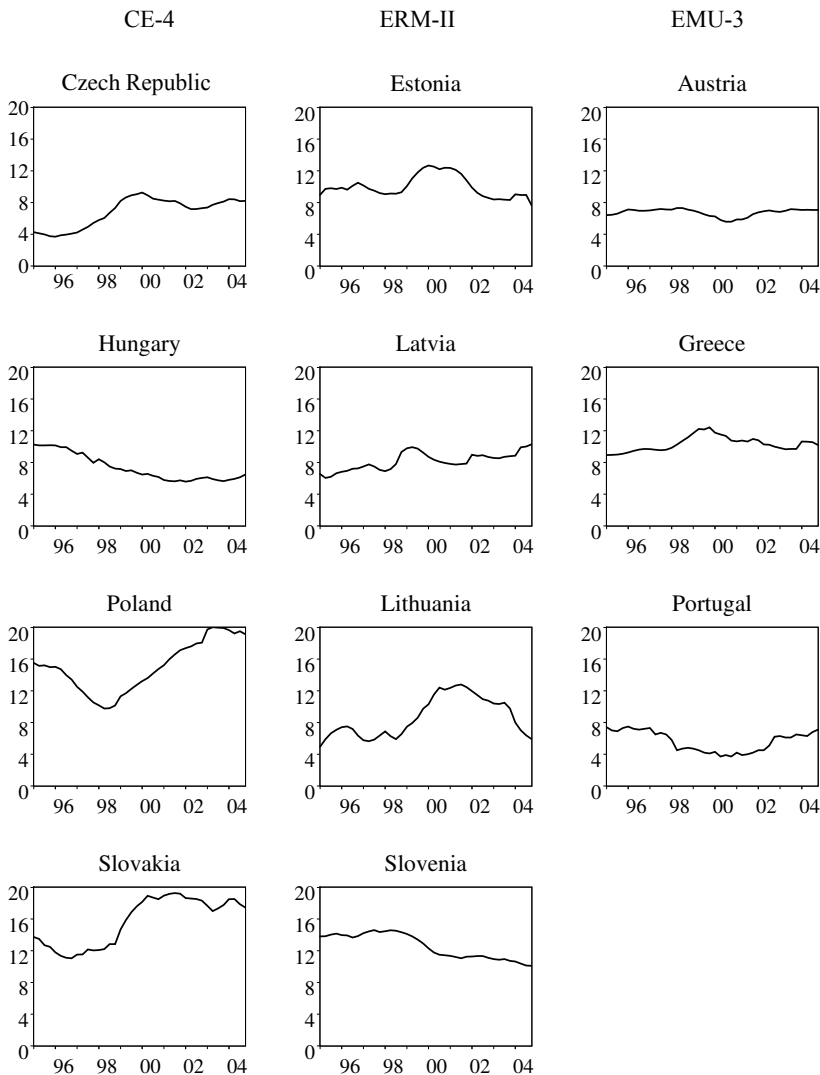 CE-4 ERM-II EMU-3
Czech Republic Estonia Austria
20 20 20
16 16 16
12 12 12
8 8 8
4 4 4
0 0 0
96 98 00 02 04 96 98 00 02 04 96 98 00 02 04
Hungary Latvia Greece
20 20 20
16 16 16
12 12 12
8 8 8
4 4 4
0 0 0
96 98 00 02 04 96 98 00 02 04 96 98 00 02 04
Poland Lithuania Portugal
20 20 20
16 16 16
12 12 12
8 8 8
4 4 4
0 0 0
96 98 00 02 04 96 98 00 02 04 96 98 00 02 04
Slovakia Slovenia
20 20
16 16
12 12
8 8
4 4
0 0
96 98 00 02 04 96 98 00 02 04